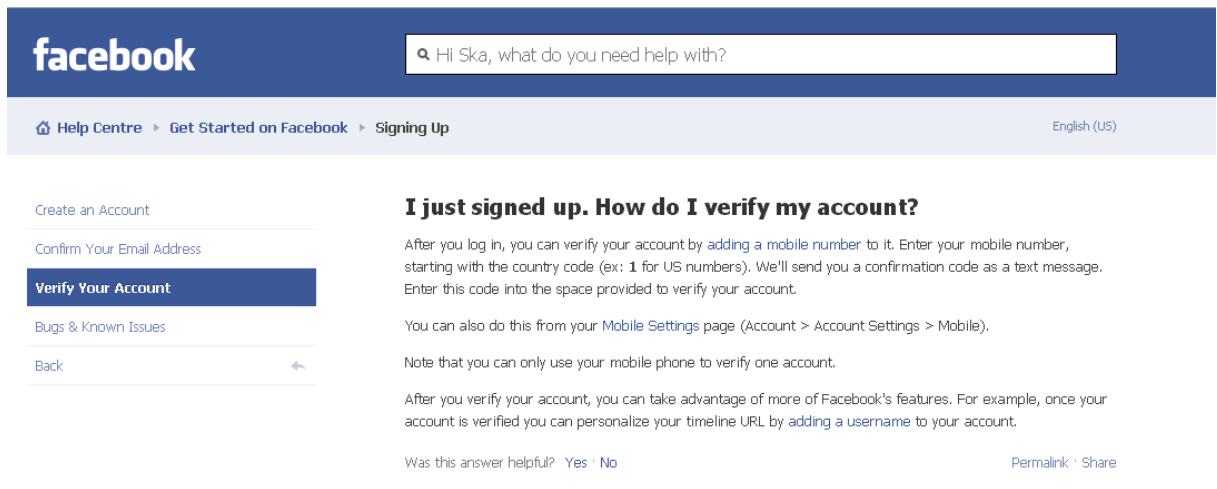 facebook
Hi Ska, what do you need help with?
Help Centre Get Started on Facebook Signing Up
English (US)
Create an Account
Confirm Your Email Address
Verify Your Account
Bugs & Known Issues
Back
I just signed up. How do I verify my account?
After you log in, you can verify your account by adding a mobile number to it. Enter your mobile number,
starting with the country code (ex: 1 for US numbers). We'll send you a confirmation code as a text message.
Enter this code into the space provided to verify your account.
You can also do this from your Mobile Settings page (Account > Account Settings > Mobile).
Note that you can only use your mobile phone to verify one account.
After you verify your account, you can take advantage of more of Facebook's features. For example, once your
account is verified you can personalize your timeline URL by adding a username to your account.
Was this answer helpful? Yes · No
Permalink · Share